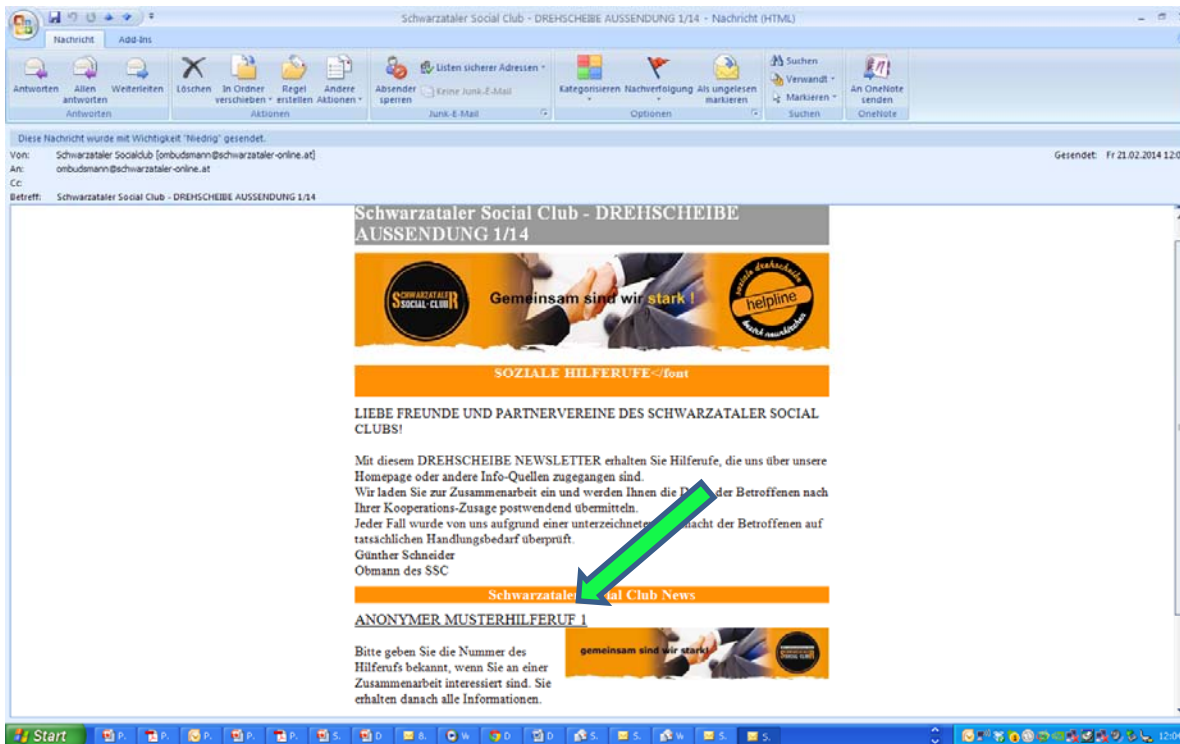 Schwarzataler Social Club - DREHSCHEIBE AUSSENDUNG 1/14 - Nachricht (HTML)
Nachricht Add-Ins
Antworten Allen antworten Weiterleiten Löschen In Ordner verschieben Regel erstellen Andere Aktionen Absender sperren Listen sicherer Adressen Keine Junk-E-Mail Kategorisieren Nachverfolgung Als ungelesen markieren Suchen Verwandt Markieren An OneNote senden
Antworten Aktionen Junk-E-Mail Optionen Suchen OneNote
Diese Nachricht wurde mit Wichtigkeit "Niedrig" gesendet.
Von: Schwarzataler Socialclub [ombudsmann@schwarzataler-online.at] Gesendet: Fr 21.02.2014 12:0
An: ombudsmann@schwarzataler-online.at
Cc:
Betreff: Schwarzataler Social Club - DREHSCHEIBE AUSSENDUNG 1/14
Schwarzataler Social Club - DREHSCHEIBE
AUSSENDUNG 1/14
SCHWARZATALER
SOCIAL-CLUB
Gemeinsam sind wir stark !
soziale drehscheibe
helpline
bezirk neunkirchen
SOZIALE HILFERUFE</font
LIEBE FREUNDE UND PARTNERVEREINE DES SCHWARZATALER SOCIAL
CLUBS!
Mit diesem DREHSCHEIBE NEWSLETTER erhalten Sie Hilferufe, die uns über unsere
Homepage oder andere Info-Quellen zugegangen sind.
Wir laden Sie zur Zusammenarbeit ein und werden Ihnen die der Betroffenen nach
Ihrer Kooperations-Zusage postwendend übermitteln.
Jeder Fall wurde von uns aufgrund einer unterzeichneten der Betroffenen auf
tatsächlichen Handlungsbedarf überprüft.
Günther Schneider
Obmann des SSC
Schwarzataler Club News
ANONYMER MUSTERHILFERUF 1
gemeinsam sind wir stark!
Bitte geben Sie die Nummer des
Hilferufs bekannt, wenn Sie an einer
Zusammenarbeit interessiert sind. Sie
erhalten danach alle Informationen.
Start P. P. P. P. P. S. D 8. W D D S. S. W S. S. 12:04